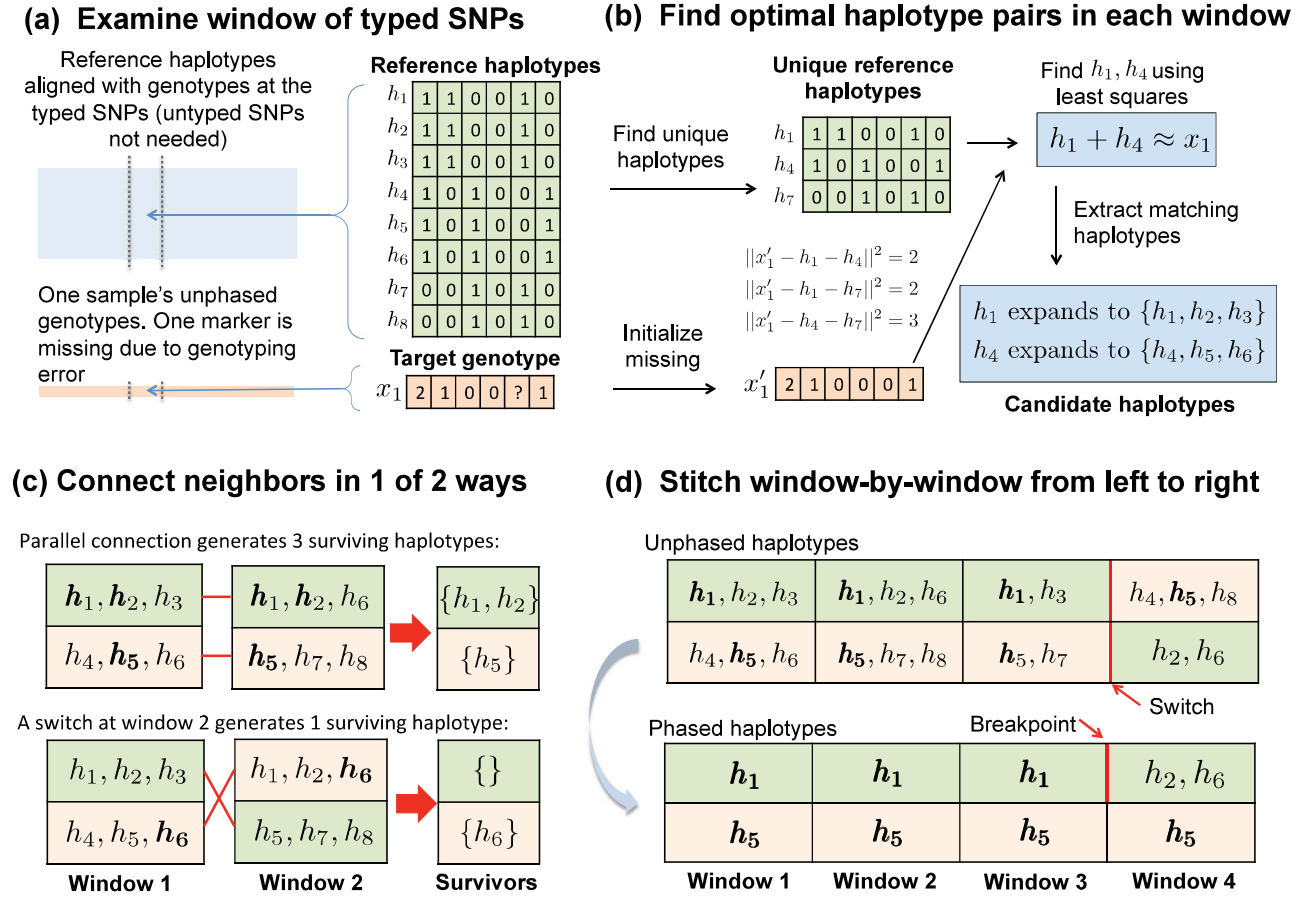 (a) Examine window of typed SNPs
Reference haplotypes
aligned with genotypes at the
typed SNPs (untyped SNPs
not needed)
Reference haplotypes
h1 1 1 0 0 1 0
h2 1 1 0 0 1 0
h3 1 1 0 0 1 0
h4 1 0 1 0 0 1
h5 1 0 1 0 0 1
h6 1 0 1 0 0 1
h7 0 0 1 0 1 0
h8 0 0 1 0 1 0
One sample's unphased
genotypes. One marker is
missing due to genotyping
error
Target genotype
x1 2 1 0 0 ? 1
(b) Find optimal haplotype pairs in each window
Find unique
haplotypes
Unique reference
haplotypes
h1 1 1 0 0 1 0
h4 1 0 1 0 0 1
h7 0 0 1 0 1 0
Find h1, h4 using
least squares
h1 + h4 ≈ x1
Extract matching
haplotypes
||x′1 − h1 − h4||² = 2
||x′1 − h1 − h7||² = 2
||x′1 − h4 − h7||² = 3
Initialize
missing
x′1 2 1 0 0 0 1
h1 expands to {h1, h2, h3}
h4 expands to {h4, h5, h6}
Candidate haplotypes
(c) Connect neighbors in 1 of 2 ways
Parallel connection generates 3 surviving haplotypes:
h1, h2, h3 h1, h2, h6 {h1, h2}
h4, h5, h6 h5, h7, h8 {h5}
A switch at window 2 generates 1 surviving haplotype:
h1, h2, h3 h1, h2, h6 {}
h4, h5, h6 h5, h7, h8 {h6}
Window 1 Window 2 Survivors
(d) Stitch window-by-window from left to right
Unphased haplotypes
h1, h2, h3 h1, h2, h6 h1, h3 h4, h5, h8
h4, h5, h6 h5, h7, h8 h5, h7 h2, h6
Switch
Breakpoint
Phased haplotypes
h1 h1 h1 h2, h6
h5 h5 h5 h5
Window 1 Window 2 Window 3 Window 4